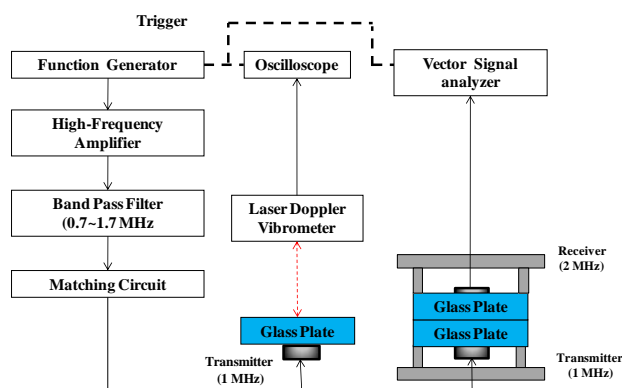 Trigger
Function Generator
Oscilloscope
Vector Signal
analyzer
High-Frequency
Amplifier
Band Pass Filter
(0.7~1.7 MHz
Laser Doppler
Vibrometer
Matching Circuit
Receiver
(2 MHz)
Glass Plate
Glass Plate
Glass Plate
Transmitter
(1 MHz)
Transmitter
(1 MHz)